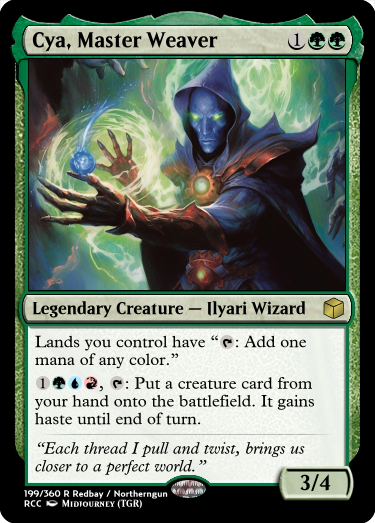 Cya, Master Weaver 1
Legendary Creature — Ilyari Wizard
Lands you control have “: Add one
mana of any color.”
1, : Put a creature card from
your hand onto the battlefield. It gains
haste until end of turn.
“Each thread I pull and twist, brings us
closer to a perfect world.”
3/4
199/360 R Redbay / Northerngun
RCC Midjourney (TGR)